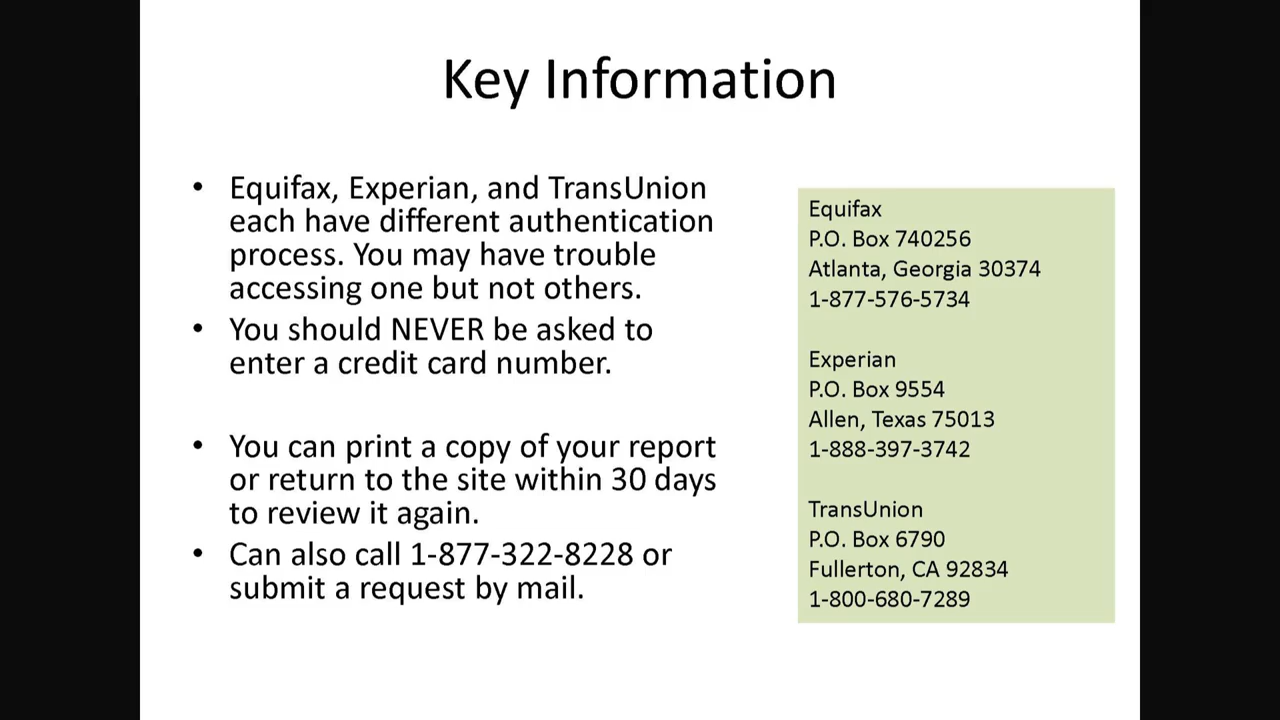 Key Information
• Equifax, Experian, and TransUnion
each have different authentication
process. You may have trouble
accessing one but not others.
• You should NEVER be asked to
enter a credit card number.
• You can print a copy of your report
or return to the site within 30 days
to review it again.
• Can also call 1-877-322-8228 or
submit a request by mail.
Equifax
P.O. Box 740256
Atlanta, Georgia 30374
1-877-576-5734
Experian
P.O. Box 9554
Allen, Texas 75013
1-888-397-3742
TransUnion
P.O. Box 6790
Fullerton, CA 92834
1-800-680-7289